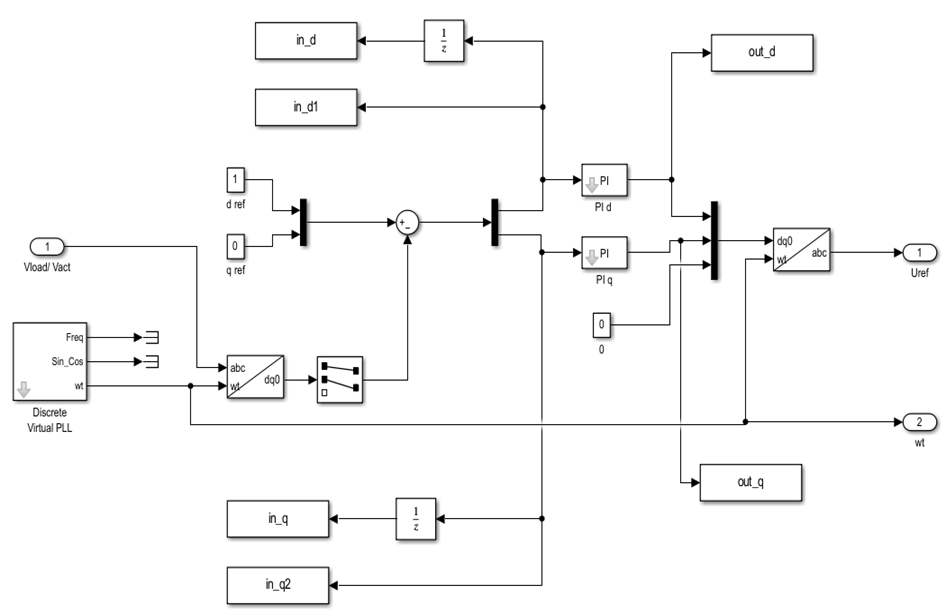 in_d
1
z
out_d
in_d1
1
d ref
PI
PI d
+
-
1
Vload/ Vact
0
q ref
PI
PI q
dq0
wt
abc
1
Uref
0
0
Freq
Sin_Cos
wt
Discrete
Virtual PLL
abc
wt
dq0
2
wt
out_q
in_q
1
z
in_q2